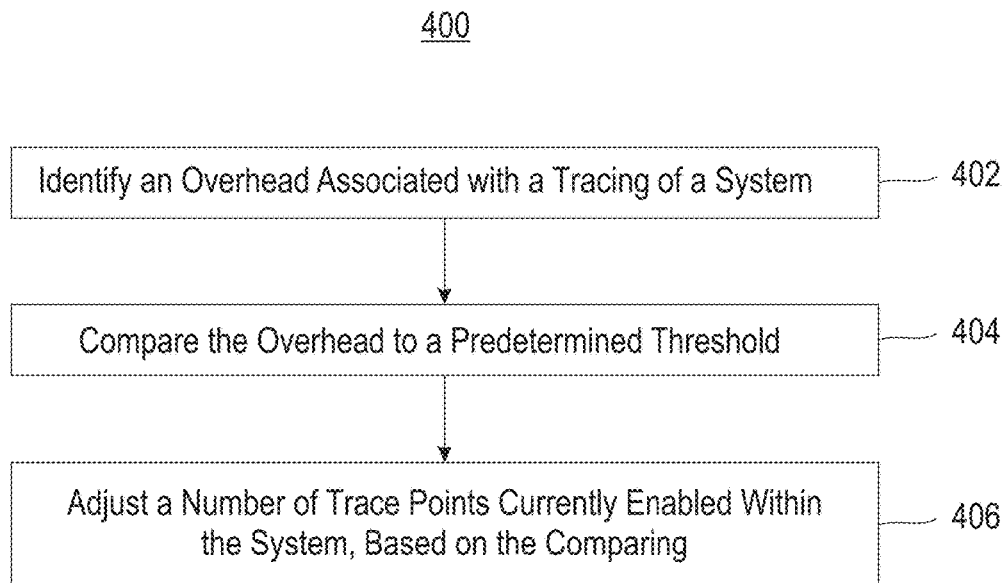 400
Identify an Overhead Associated with a Tracing of a System
402
Compare the Overhead to a Predetermined Threshold
404
Adjust a Number of Trace Points Currently Enabled Within
the System, Based on the Comparing
406